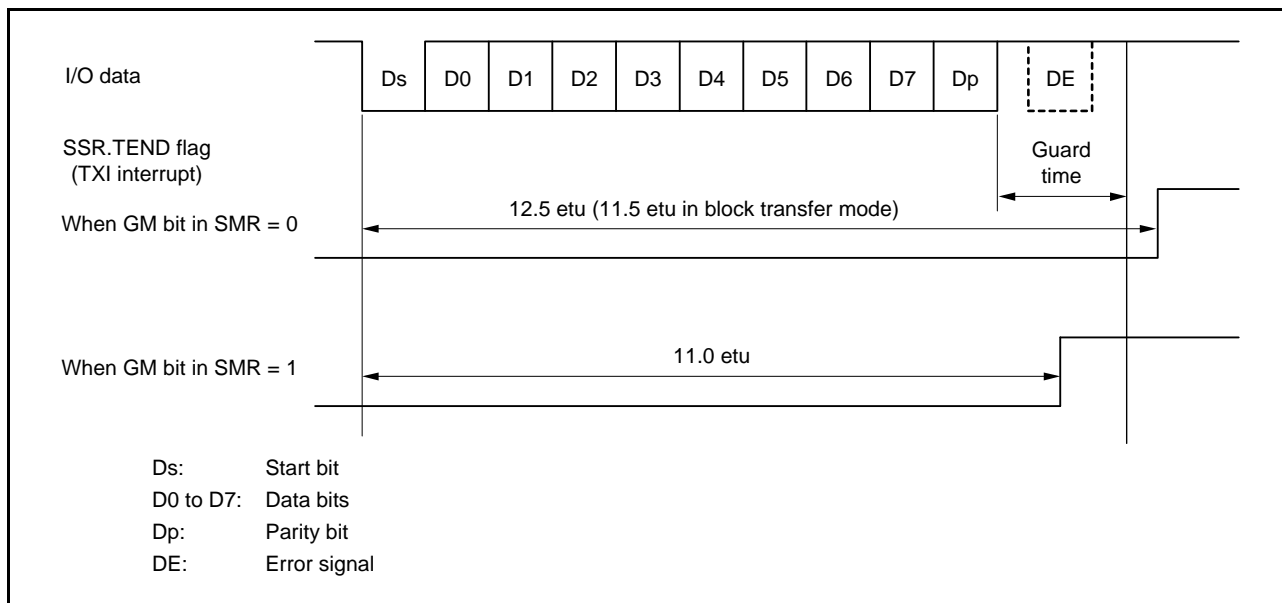 I/O data
Ds D0 D1 D2 D3 D4 D5 D6 D7 Dp DE
SSR.TEND flag
(TXI interrupt)
Guard
time
When GM bit in SMR = 0
12.5 etu (11.5 etu in block transfer mode)
When GM bit in SMR = 1
11.0 etu
Ds: Start bit
D0 to D7: Data bits
Dp: Parity bit
DE: Error signal